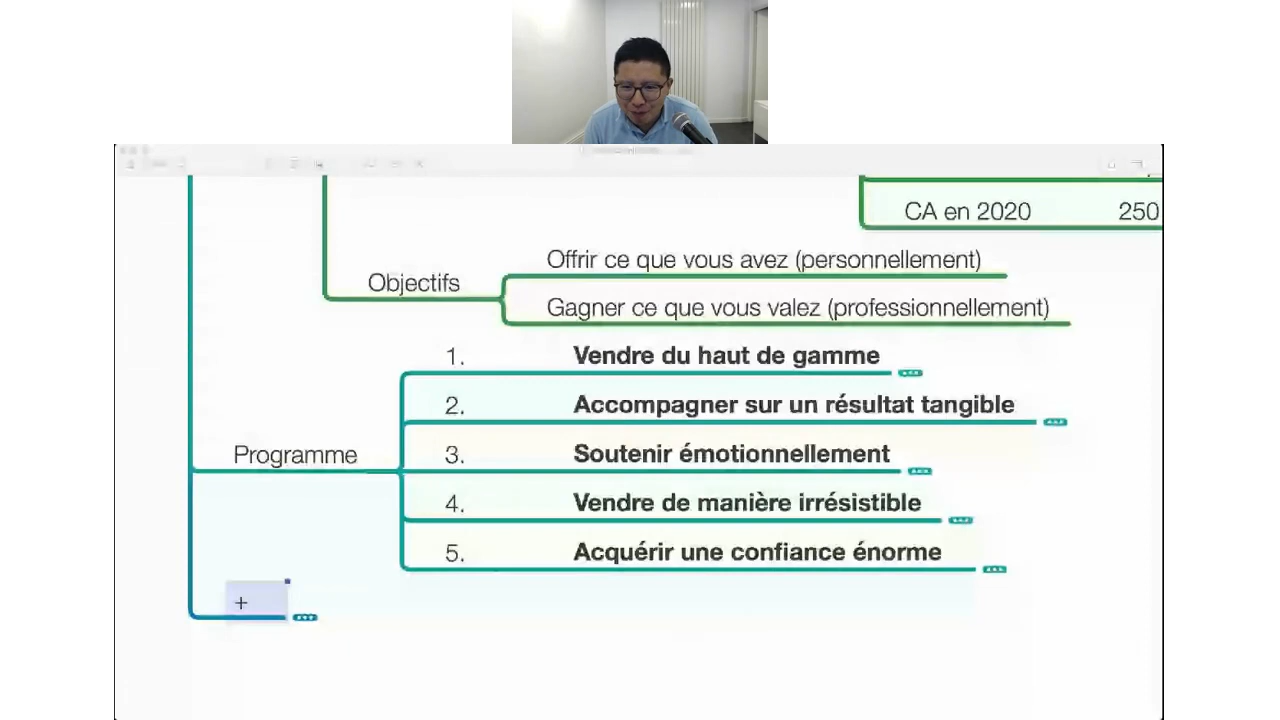 CA en 2020 250
Offrir ce que vous avez (personnellement)
Objectifs
Gagner ce que vous valez (professionnellement)
1. Vendre du haut de gamme
2. Accompagner sur un résultat tangible
Programme
3. Soutenir émotionnellement
4. Vendre de manière irrésistible
5. Acquérir une confiance énorme
+